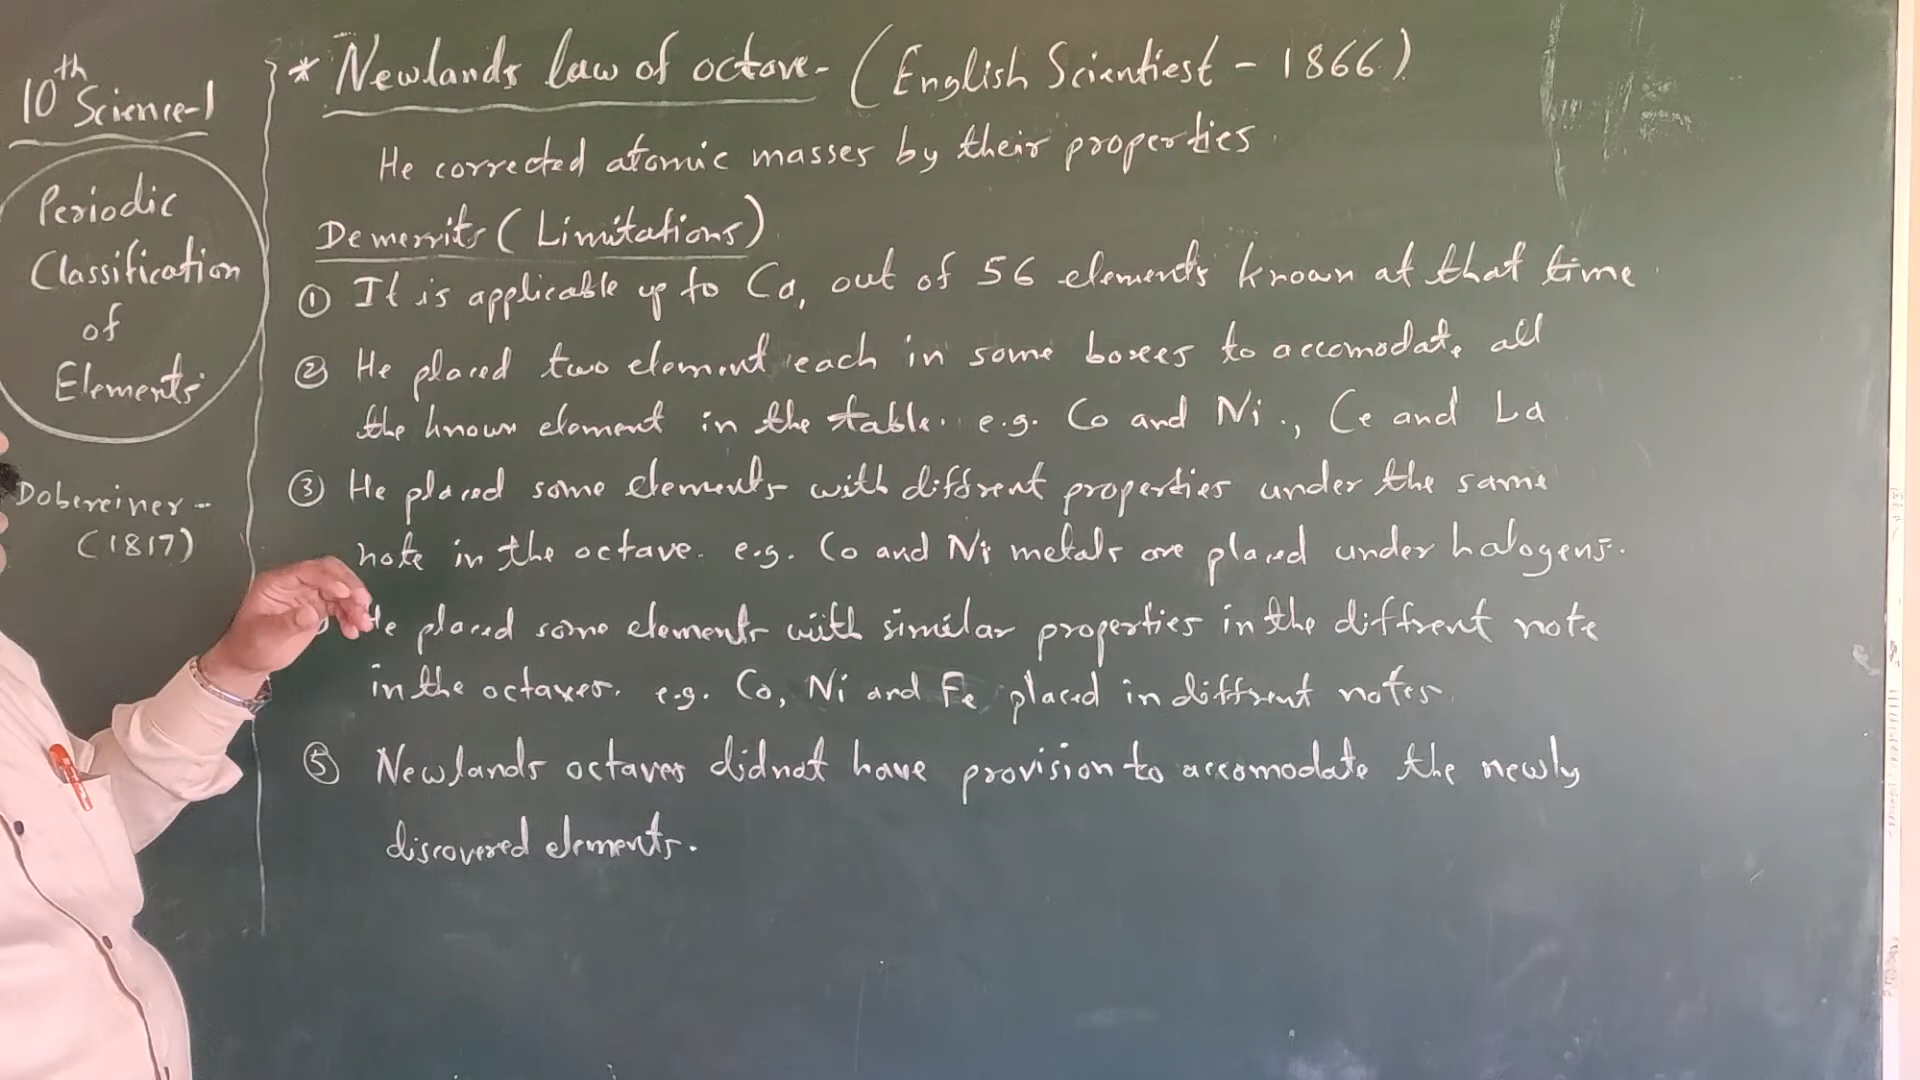 10th Science-1
Periodic
Classification
of
Elements
Dobereiner -
(1817)
* Newlands law of octave - (English Scientiest - 1866)
He corrected atomic masses by their properties
Demerrits (Limitations)
① It is applicable up to Ca, out of 56 elements known at that time
② He placed two element each in some boxees to accomodate all
the known element in the table. e.g. Co and Ni., Ce and La
③ He placed some elements with diffrent properties under the same
note in the octave. e.g. Co and Ni metals are placed under halogens.
He placed some elements with similar properties in the diffrent note
in the octaves. e.g. Co, Ni and Fe placed in diffrent notes
⑤ Newlands octaves didnot have provision to accomodate the newly
discovered elements.